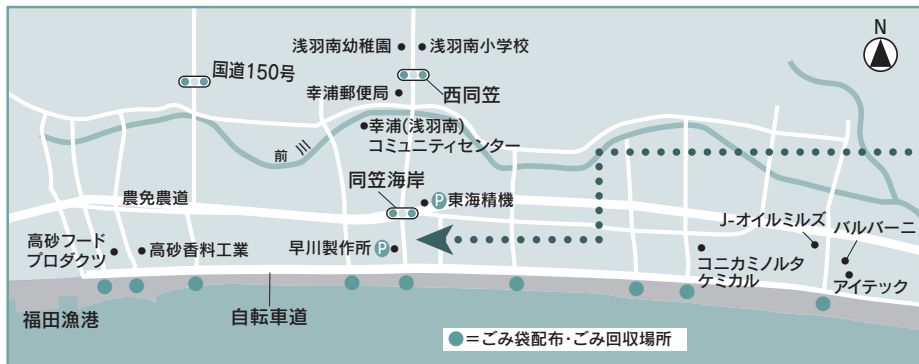 浅羽南幼稚園
浅羽南小学校
N
国道150号
幸浦郵便局
西同笠
幸浦(浅羽南)
コミュニティセンター
前川
同笠海岸
農免農道
P
東海精機
J-オイルミルズ
バルバーニ
高砂フード
プロダクツ
高砂香料工業
早川製作所
P
コニカミノルタ
ケミカル
アイテック
福田漁港
自転車道
=ごみ袋配布・ごみ回収場所